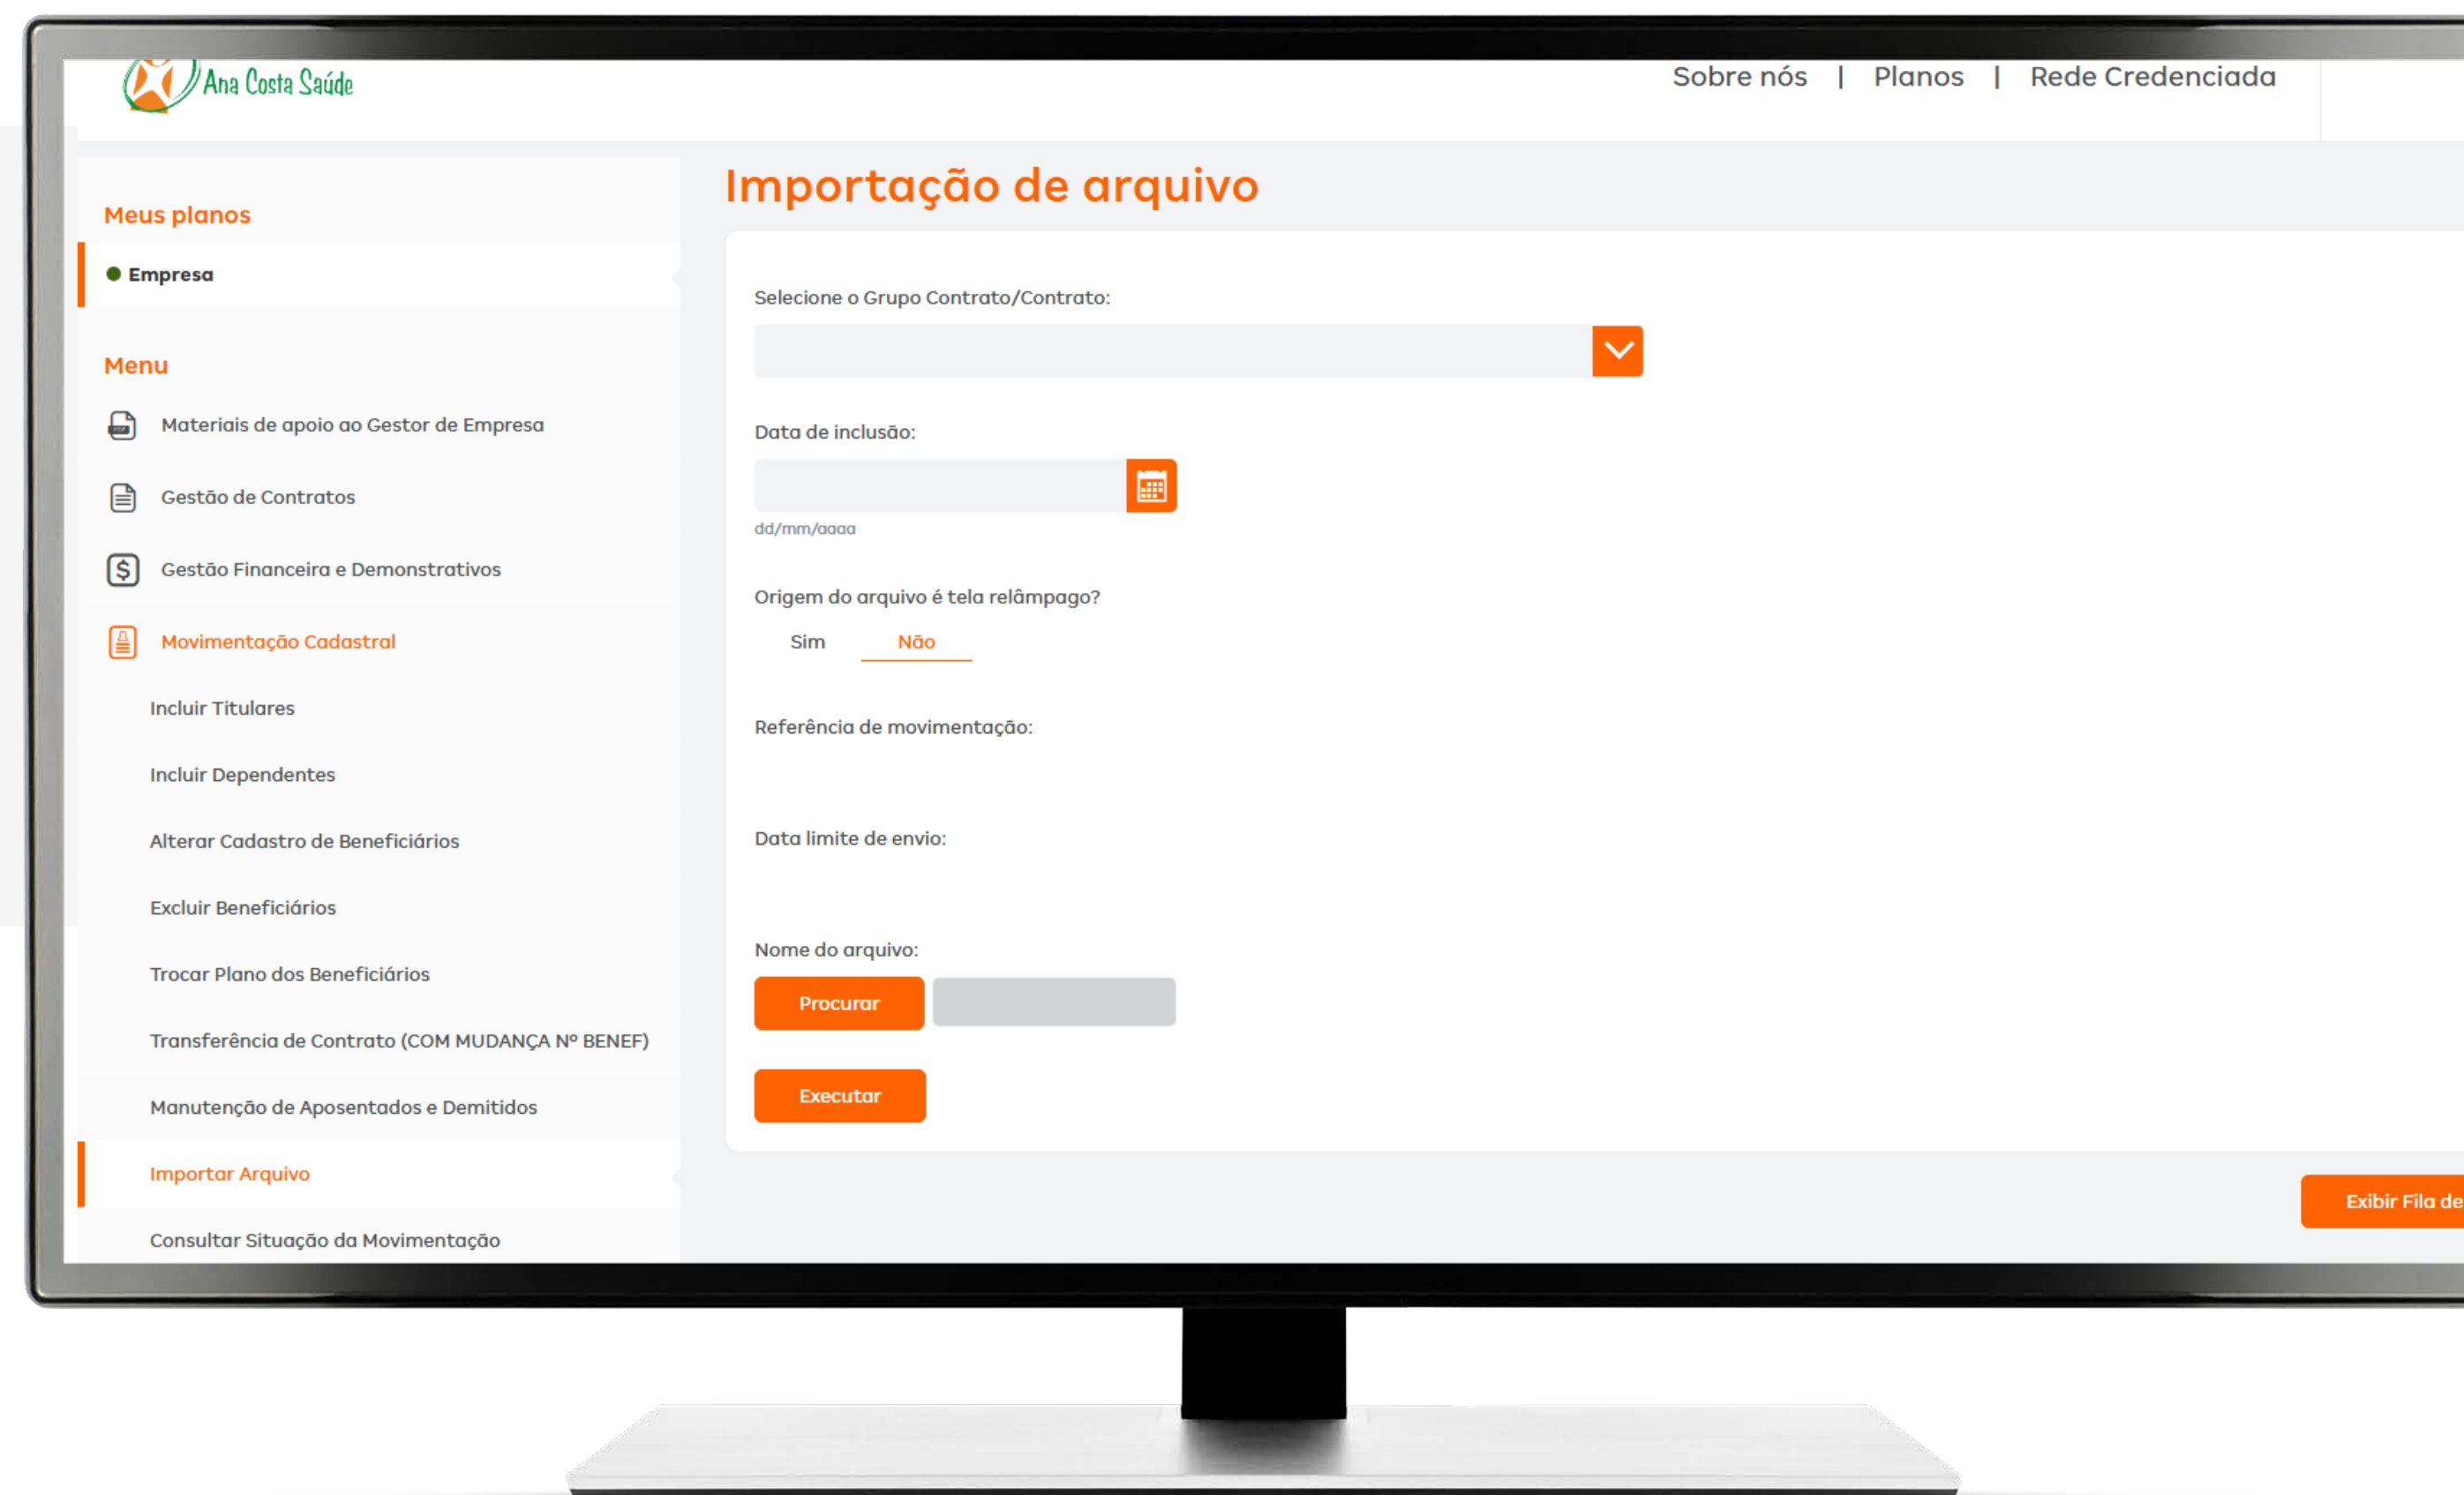 Ana Costa Saúde
Sobre nós | Planos | Rede Credenciada
Meus planos
Empresa
Menu
Materiais de apoio ao Gestor de Empresa
Gestão de Contratos
Gestão Financeira e Demonstrativos
Movimentação Cadastral
Incluir Titulares
Incluir Dependentes
Alterar Cadastro de Beneficiários
Excluir Beneficiários
Trocar Plano dos Beneficiários
Transferência de Contrato (COM MUDANÇA Nº BENEF)
Manutenção de Aposentados e Demitidos
Importar Arquivo
Consultar Situação da Movimentação
Importação de arquivo
Selecione o Grupo Contrato/Contrato:
Data de inclusão:
dd/mm/aaaa
Origem do arquivo é tela relâmpago?
Sim Não
Referência de movimentação:
Data limite de envio:
Nome do arquivo:
Procurar
Executar
Exibir Fila de